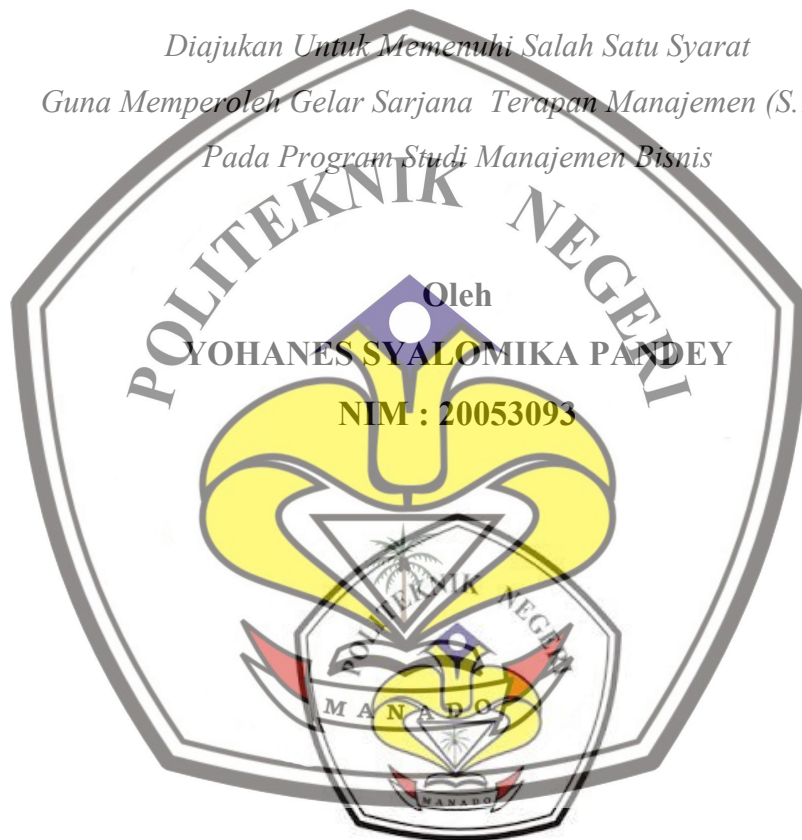 Diajukan Untuk Memenuhi Salah Satu Syarat
Guna Memperoleh Gelar Sarjana Terapan Manajemen (S.
Pada Program Studi Manajemen Bisnis
POLITEKNIK NEGERI
Oleh
YOHANES SYALOMIKA PANDEY
NIM : 20053093
POLITEKNIK NEGERI
MANADO
MANADO